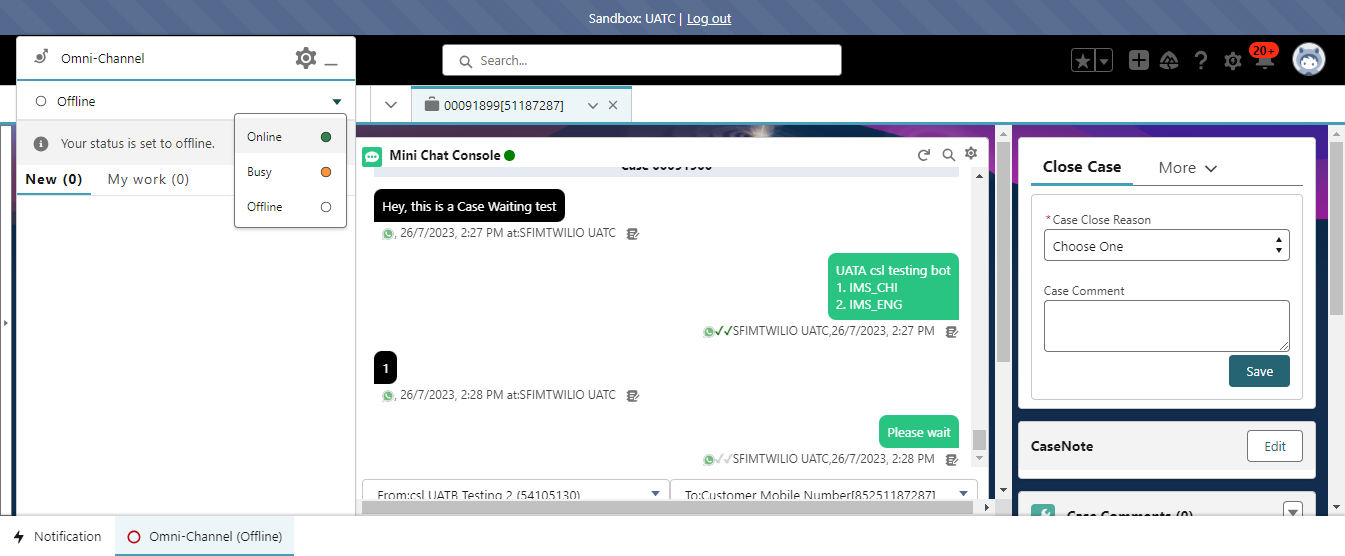 Sandbox: UATC | Log out
Omni-Channel
Search...
20+
Offline
00091899[51187287]
Your status is set to offline.
Online
Busy
Offline
New (0)
My work (0)
Mini Chat Console
Case 00091900
Hey, this is a Case Waiting test
, 26/7/2023, 2:27 PM at:SFIMTWILIO UATC
UATA csl testing bot
1. IMS_CHI
2. IMS_ENG
SFIMTWILIO UATC,26/7/2023, 2:27 PM
1
, 26/7/2023, 2:28 PM at:SFIMTWILIO UATC
Please wait
SFIMTWILIO UATC,26/7/2023, 2:28 PM
From:csl UATB Testing 2 (54105130)
To:Customer Mobile Number[85251187287]
Close Case
More
*Case Close Reason
Choose One
Case Comment
Save
CaseNote
Edit
Case Comments (0)
Notification
Omni-Channel (Offline)